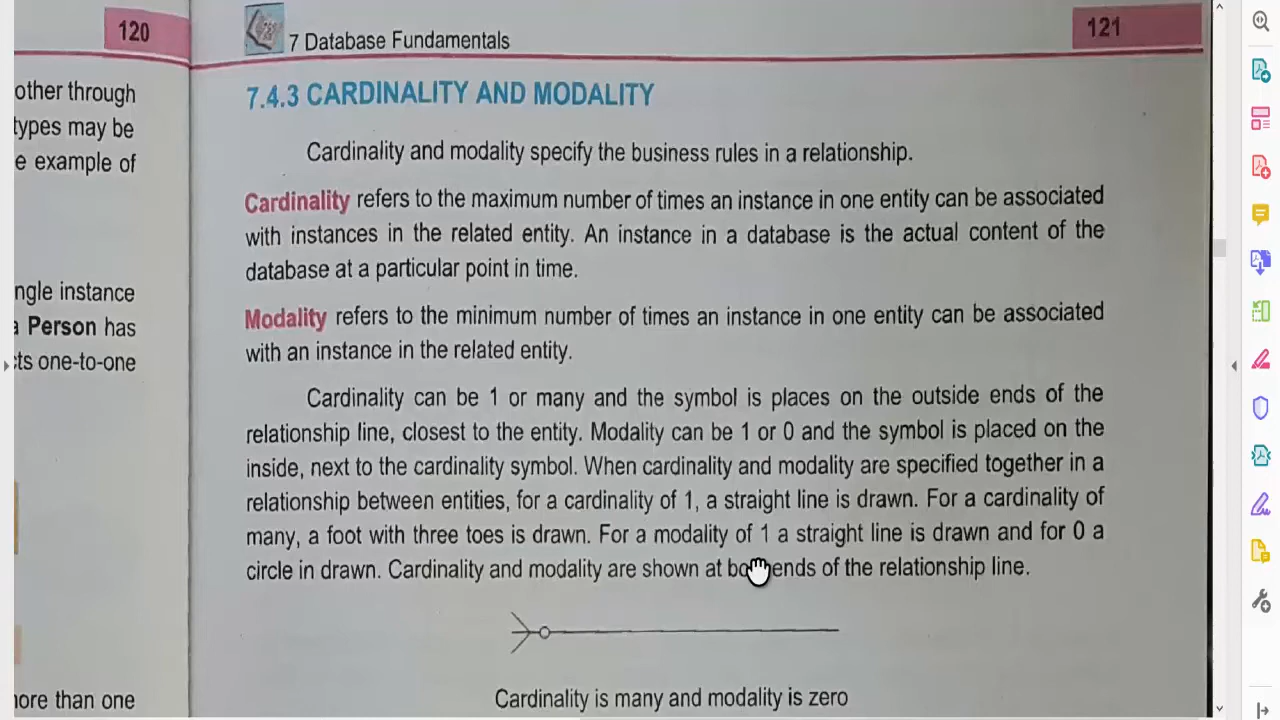 120
other through
types may be
e example of
ngle instance
a Person has
cts one-to-one
more than one
7 Database Fundamentals
121
7.4.3 CARDINALITY AND MODALITY
Cardinality and modality specify the business rules in a relationship.
Cardinality refers to the maximum number of times an instance in one entity can be associated
with instances in the related entity. An instance in a database is the actual content of the
database at a particular point in time.
Modality refers to the minimum number of times an instance in one entity can be associated
with an instance in the related entity.
Cardinality can be 1 or many and the symbol is places on the outside ends of the
relationship line, closest to the entity. Modality can be 1 or 0 and the symbol is placed on the
inside, next to the cardinality symbol. When cardinality and modality are specified together in a
relationship between entities, for a cardinality of 1, a straight line is drawn. For a cardinality of
many, a foot with three toes is drawn. For a modality of 1 a straight line is drawn and for 0 a
circle in drawn. Cardinality and modality are shown at both ends of the relationship line.
Cardinality is many and modality is zero